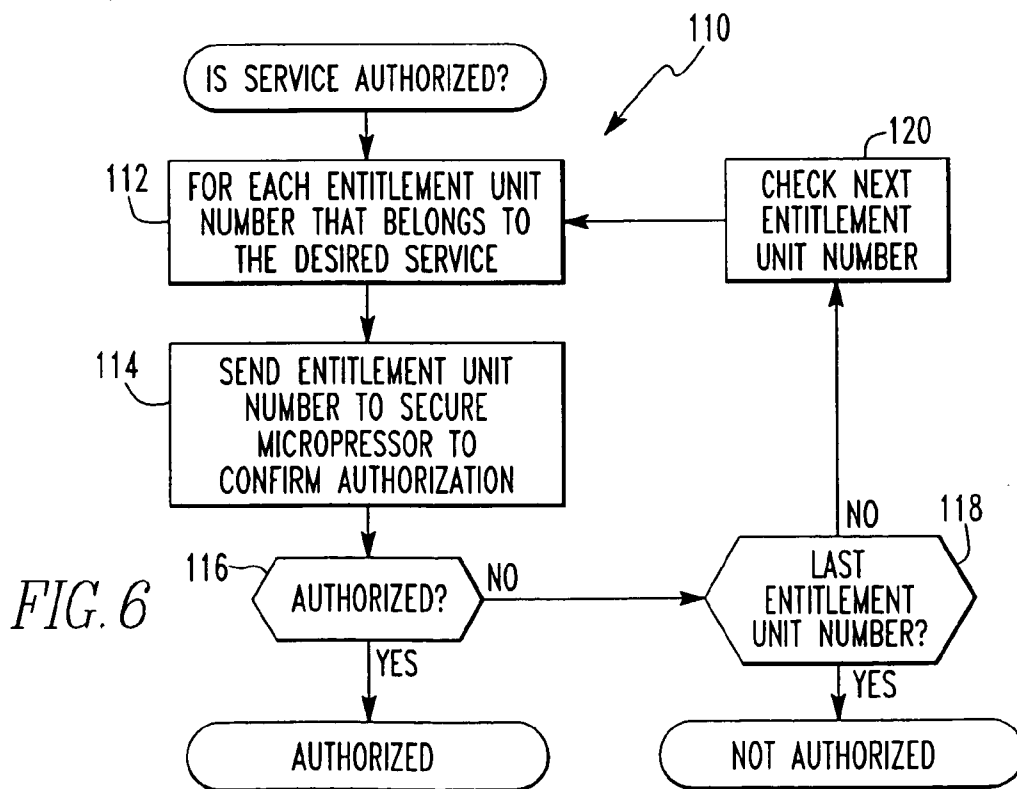 110
IS SERVICE AUTHORIZED?
112
FOR EACH ENTITLEMENT UNIT
NUMBER THAT BELONGS TO
THE DESIRED SERVICE
120
CHECK NEXT
ENTITLEMENT
UNIT NUMBER
114
SEND ENTITLEMENT UNIT
NUMBER TO SECURE
MICROPRESSOR TO
CONFIRM AUTHORIZATION
116
AUTHORIZED?
NO
YES
118
NO
LAST
ENTITLEMENT
UNIT NUMBER?
YES
FIG. 6
AUTHORIZED
NOT AUTHORIZED